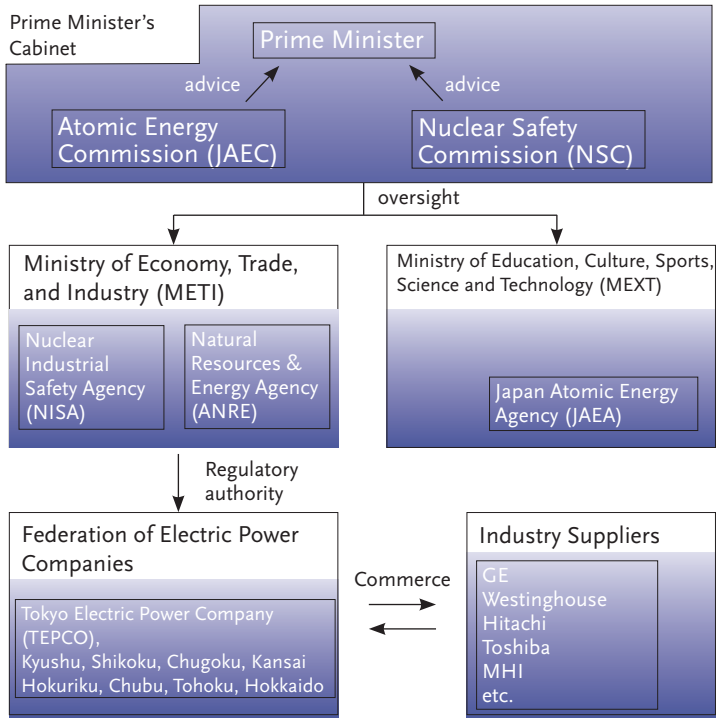 Prime Minister's
Cabinet
Prime Minister
advice
advice
Atomic Energy
Commission (JAEC)
Nuclear Safety
Commission (NSC)
oversight
Ministry of Economy, Trade,
and Industry (METI)
Nuclear
Industrial
Safety Agency
(NISA)
Natural
Resources &
Energy Agency
(ANRE)
Ministry of Education, Culture, Sports,
Science and Technology (MEXT)
Japan Atomic Energy
Agency (JAEA)
Regulatory
authority
Federation of Electric Power
Companies
Tokyo Electric Power Company
(TEPCO),
Kyushu, Shikoku, Chugoku, Kansai
Hokuriku, Chubu, Tohoku, Hokkaido
Commerce
Industry Suppliers
GE
Westinghouse
Hitachi
Toshiba
MHI
etc.